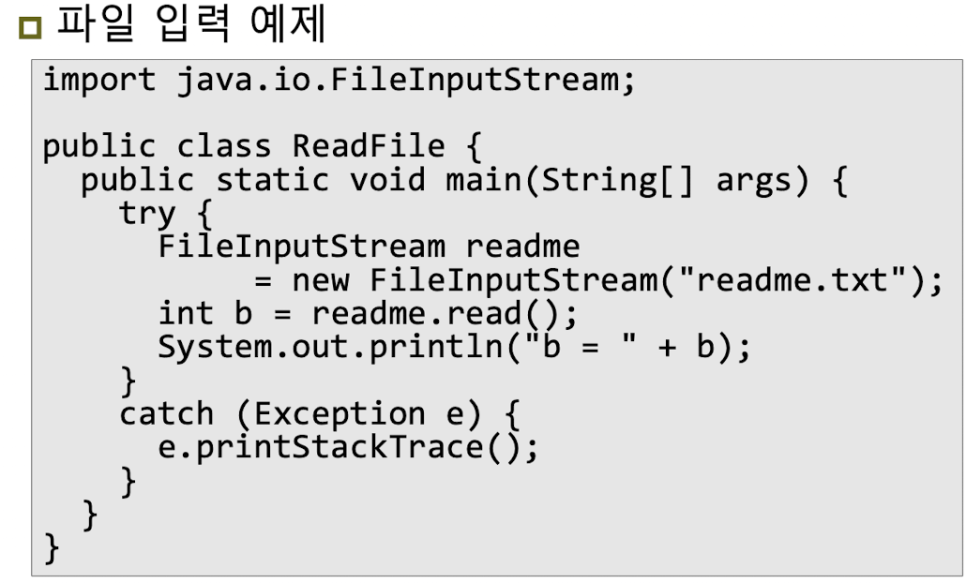 파일 입력 예제
import java.io.FileInputStream;
public class ReadFile {
public static void main(String[] args) {
try {
FileInputStream readme
= new FileInputStream("readme.txt");
int b = readme.read();
System.out.println("b = " + b);
}
catch (Exception e) {
e.printStackTrace();
}
}
}